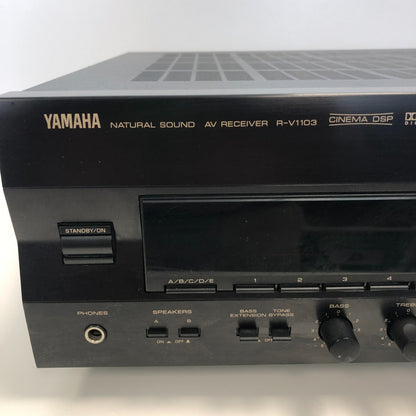 YAMAHA NATURAL SOUND AV RECEIVER R-V1103 CINEMA DSP
STANDBY/ON
A/B/C/D/E 1 2 3 4
PHONES SPEAKERS BASS EXTENSION TONE BYPASS BASS
A B
ON OFF